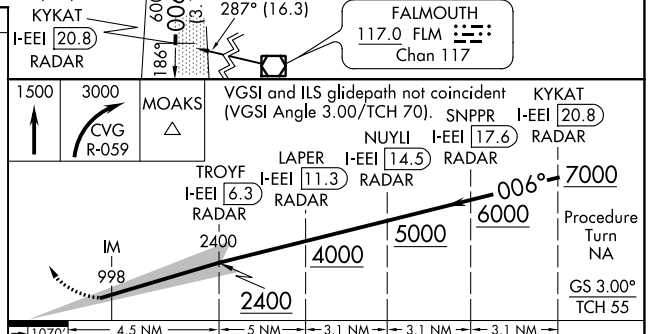 KYKAT
I-EEI 20.8
RADAR
600
006°
(3.
186°
287° (16.3)
FALMOUTH
117.0 FLM
Chan 117
1500
3000
CVG
R-059
MOAKS
VGSI and ILS glidepath not coincident
(VGSI Angle 3.00/TCH 70).
KYKAT
I-EEI 20.8
RADAR
SNPPR
I-EEI 17.6
RADAR
NUYLI
I-EEI 14.5
RADAR
LAPER
I-EEI 11.3
RADAR
TROYF
I-EEI 6.3
RADAR
IM
998
2400
2400
4000
5000
6000
006°
7000
Procedure
Turn
NA
GS 3.00°
TCH 55
1070'
4.5 NM
5 NM
3.1 NM
3.1 NM
3.1 NM